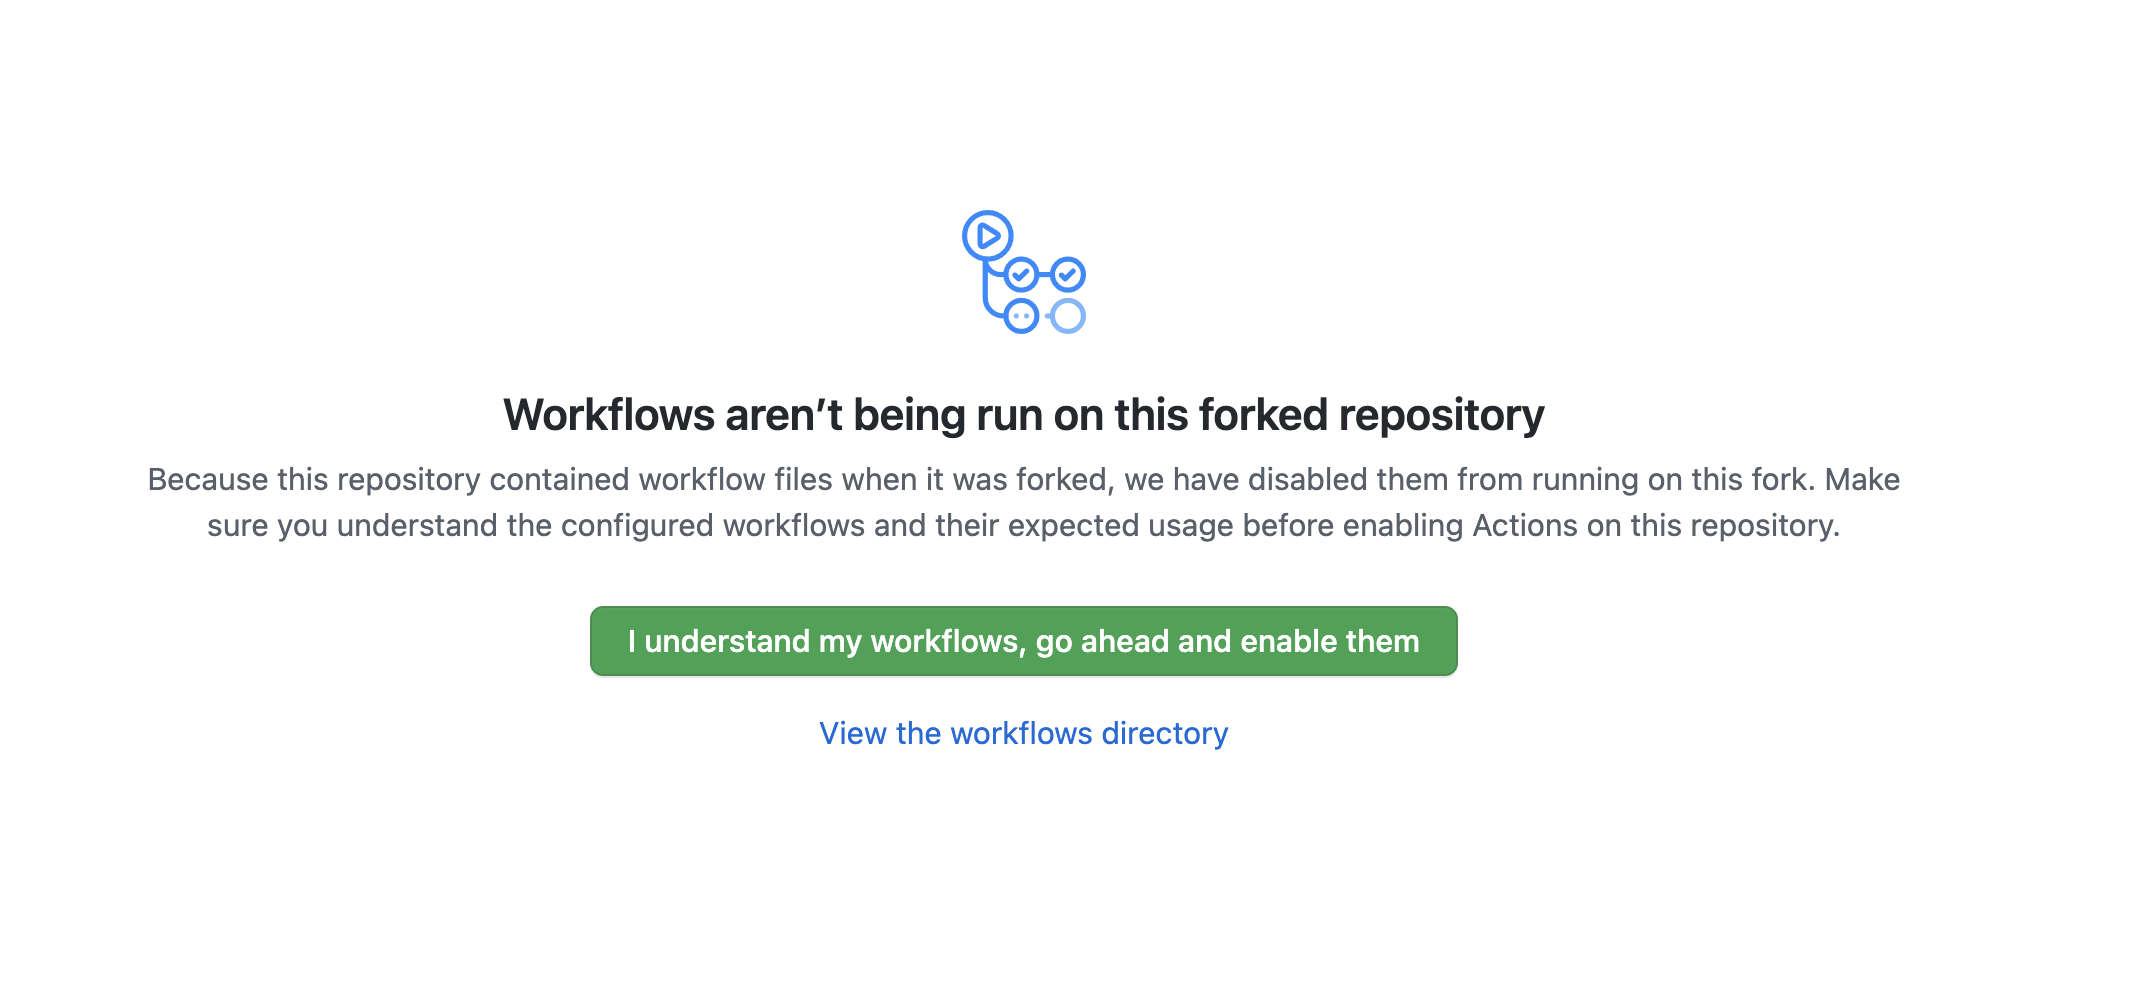 Workflows aren’t being run on this forked repository
Because this repository contained workflow files when it was forked, we have disabled them from running on this fork. Make
sure you understand the configured workflows and their expected usage before enabling Actions on this repository.
I understand my workflows, go ahead and enable them
View the workflows directory